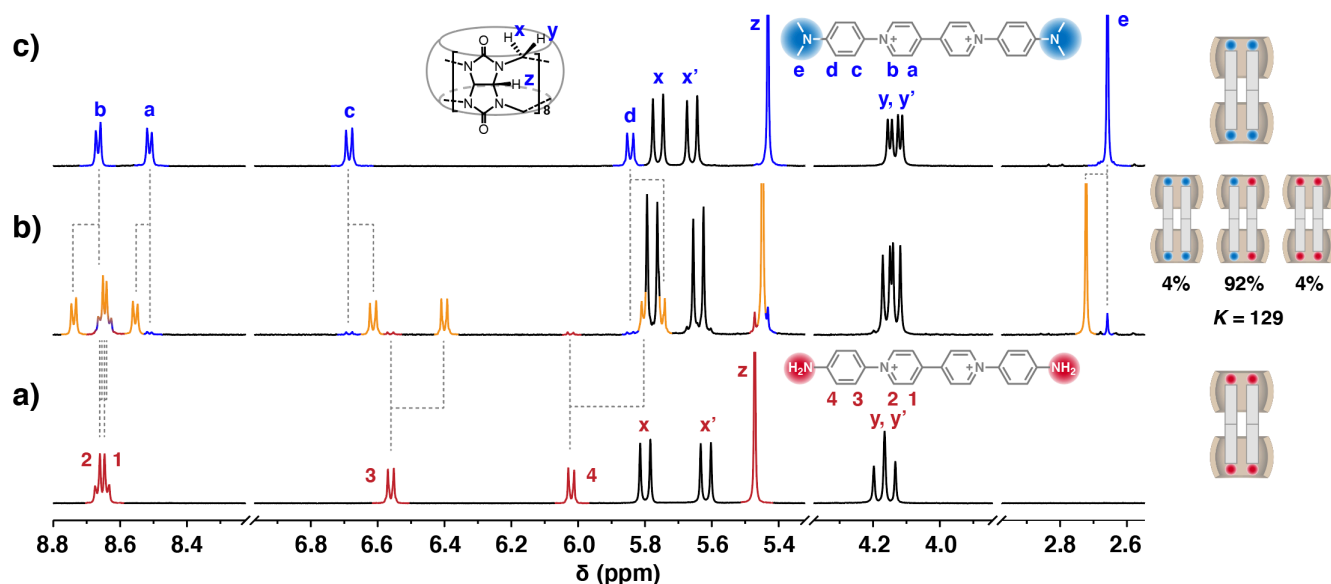 c)
x
y
H
H
O
N
N
H
z
N
N
O
8
N
N+
N+
N
e
d
c
b
a
z
e
b
a
c
d
x
x’
y, y’
b)
4%
92%
4%
K = 129
a)
H₂N
N+
N+
NH₂
4
3
2
1
z
x
x’
y, y’
2
1
3
4
8.8
8.6
8.4
6.6
6.4
6.2
6.0
5.8
5.6
5.4
4.2
4.0
2.8
2.6
δ (ppm)